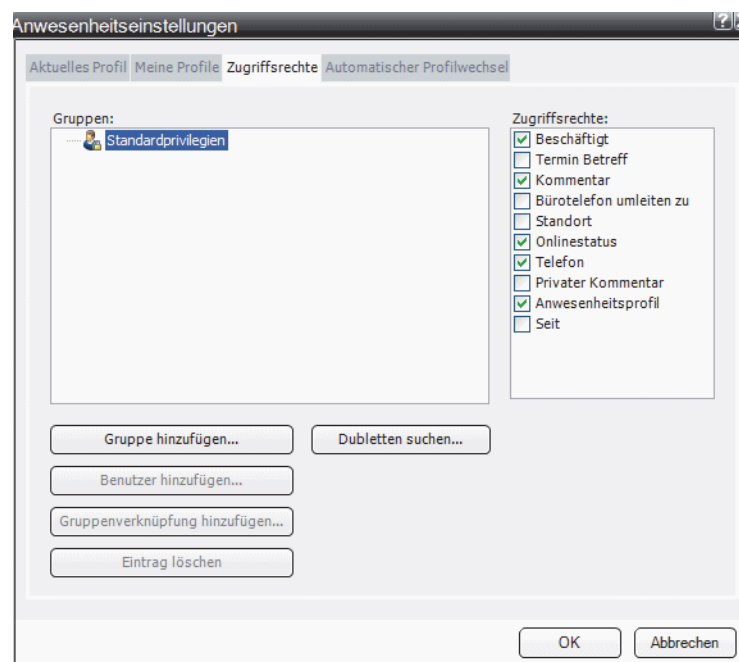 Anwesenheitseinstellungen
Aktuelles Profil Meine Profile Zugriffsrechte Automatischer Profilwechsel
Gruppen:
Standardprivilegien
Zugriffsrechte:
Beschäftigt
Termin Betreff
Kommentar
Bürotelefon umleiten zu
Standort
Onlinestatus
Telefon
Privater Kommentar
Anwesenheitsprofil
Seit
Gruppe hinzufügen... Dubletten suchen...
Benutzer hinzufügen...
Gruppenverknüpfung hinzufügen...
Eintrag löschen
OK Abbrechen